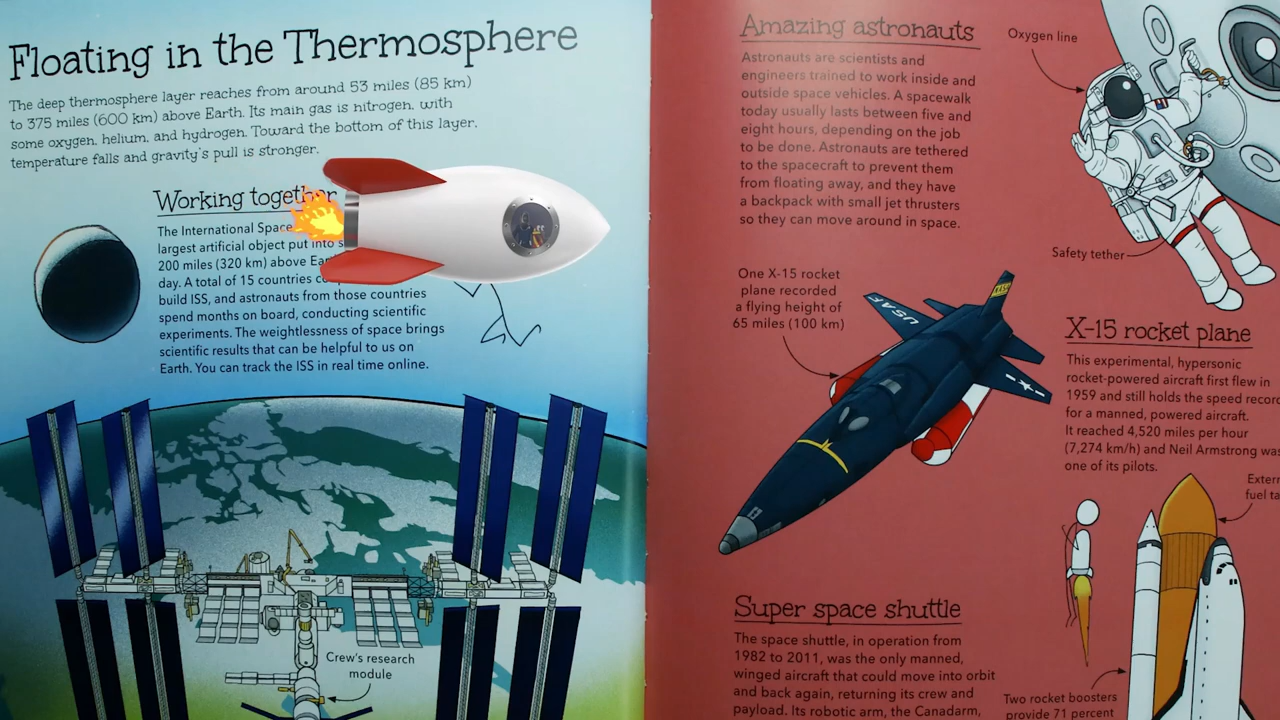 Floating in the Thermosphere
The deep thermosphere layer reaches from around 53 miles (85 km)
to 375 miles (600 km) above Earth. Its main gas is nitrogen, with
some oxygen, helium, and hydrogen. Toward the bottom of this layer,
temperature falls and gravity's pull is stronger.
Working together
The International Space
largest artificial object put into
200 miles (320 km) above
day. A total of 15 countries
build ISS, and astronauts from those countries
spend months on board, conducting scientific
experiments. The weightlessness of space brings
scientific results that can be helpful to us on
Earth. You can track the ISS in real time online.
Crew's research
module
Amazing astronauts
Astronauts are scientists and
engineers trained to work inside and
outside space vehicles. A spacewalk
today usually lasts between five and
eight hours, depending on the job
to be done. Astronauts are tethered
to the spacecraft to prevent them
from floating away, and they have
a backpack with small jet thrusters
so they can move around in space.
Oxygen line
Safety tether
One X-15 rocket
plane recorded
a flying height of
65 miles (100 km)
USAF
NASA
X-15 rocket plane
This experimental, hypersonic
rocket-powered aircraft first flew in
1959 and still holds the speed record
for a manned, powered aircraft.
It reached 4,520 miles per hour
(7,274 km/h) and Neil Armstrong was
one of its pilots.
Extern
fuel ta
Super space shuttle
The space shuttle, in operation from
1982 to 2011, was the only manned,
winged aircraft that could move into orbit
and back again, returning its crew and
payload. Its robotic arm, the Canadarm,
Two rocket boosters
provide 71 percent